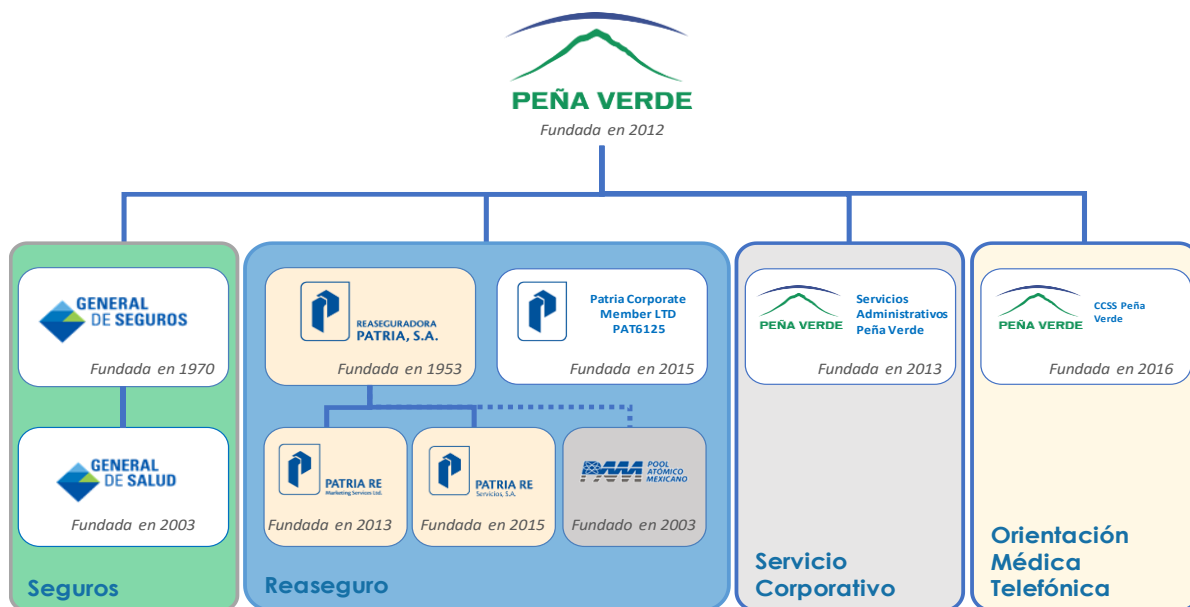 PEÑA VERDE
Fundada en 2012
GENERAL
DE SEGUROS
Fundada en 1970
GENERAL
DE SALUD
Fundada en 2003
Seguros
REASEGURADORA
PATRIA, S.A.
Fundada en 1953
Patria Corporate
Member LTD
PAT6125
Fundada en 2015
PATRIA RE
Marketing Services Ltd.
Fundada en 2013
PATRIA RE
Servicios, S.A.
Fundada en 2015
PAM
POOL
ATÓMICO
MEXICANO
Fundado en 2003
Reaseguro
PEÑA VERDE
Servicios
Administrativos
Peña Verde
Fundada en 2013
Servicio
Corporativo
PEÑA VERDE
CCSS Peña
Verde
Fundada en 2016
Orientación
Médica
Telefónica